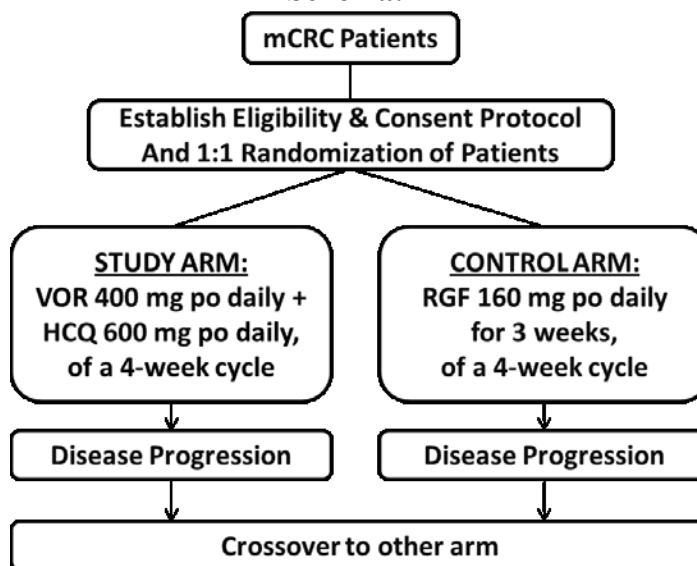 mCRC Patients
Establish Eligibility & Consent Protocol
And 1:1 Randomization of Patients
STUDY ARM:
VOR 400 mg po daily +
HCQ 600 mg po daily,
of a 4-week cycle
CONTROL ARM:
RGF 160 mg po daily
for 3 weeks,
of a 4-week cycle
Disease Progression
Disease Progression
Crossover to other arm